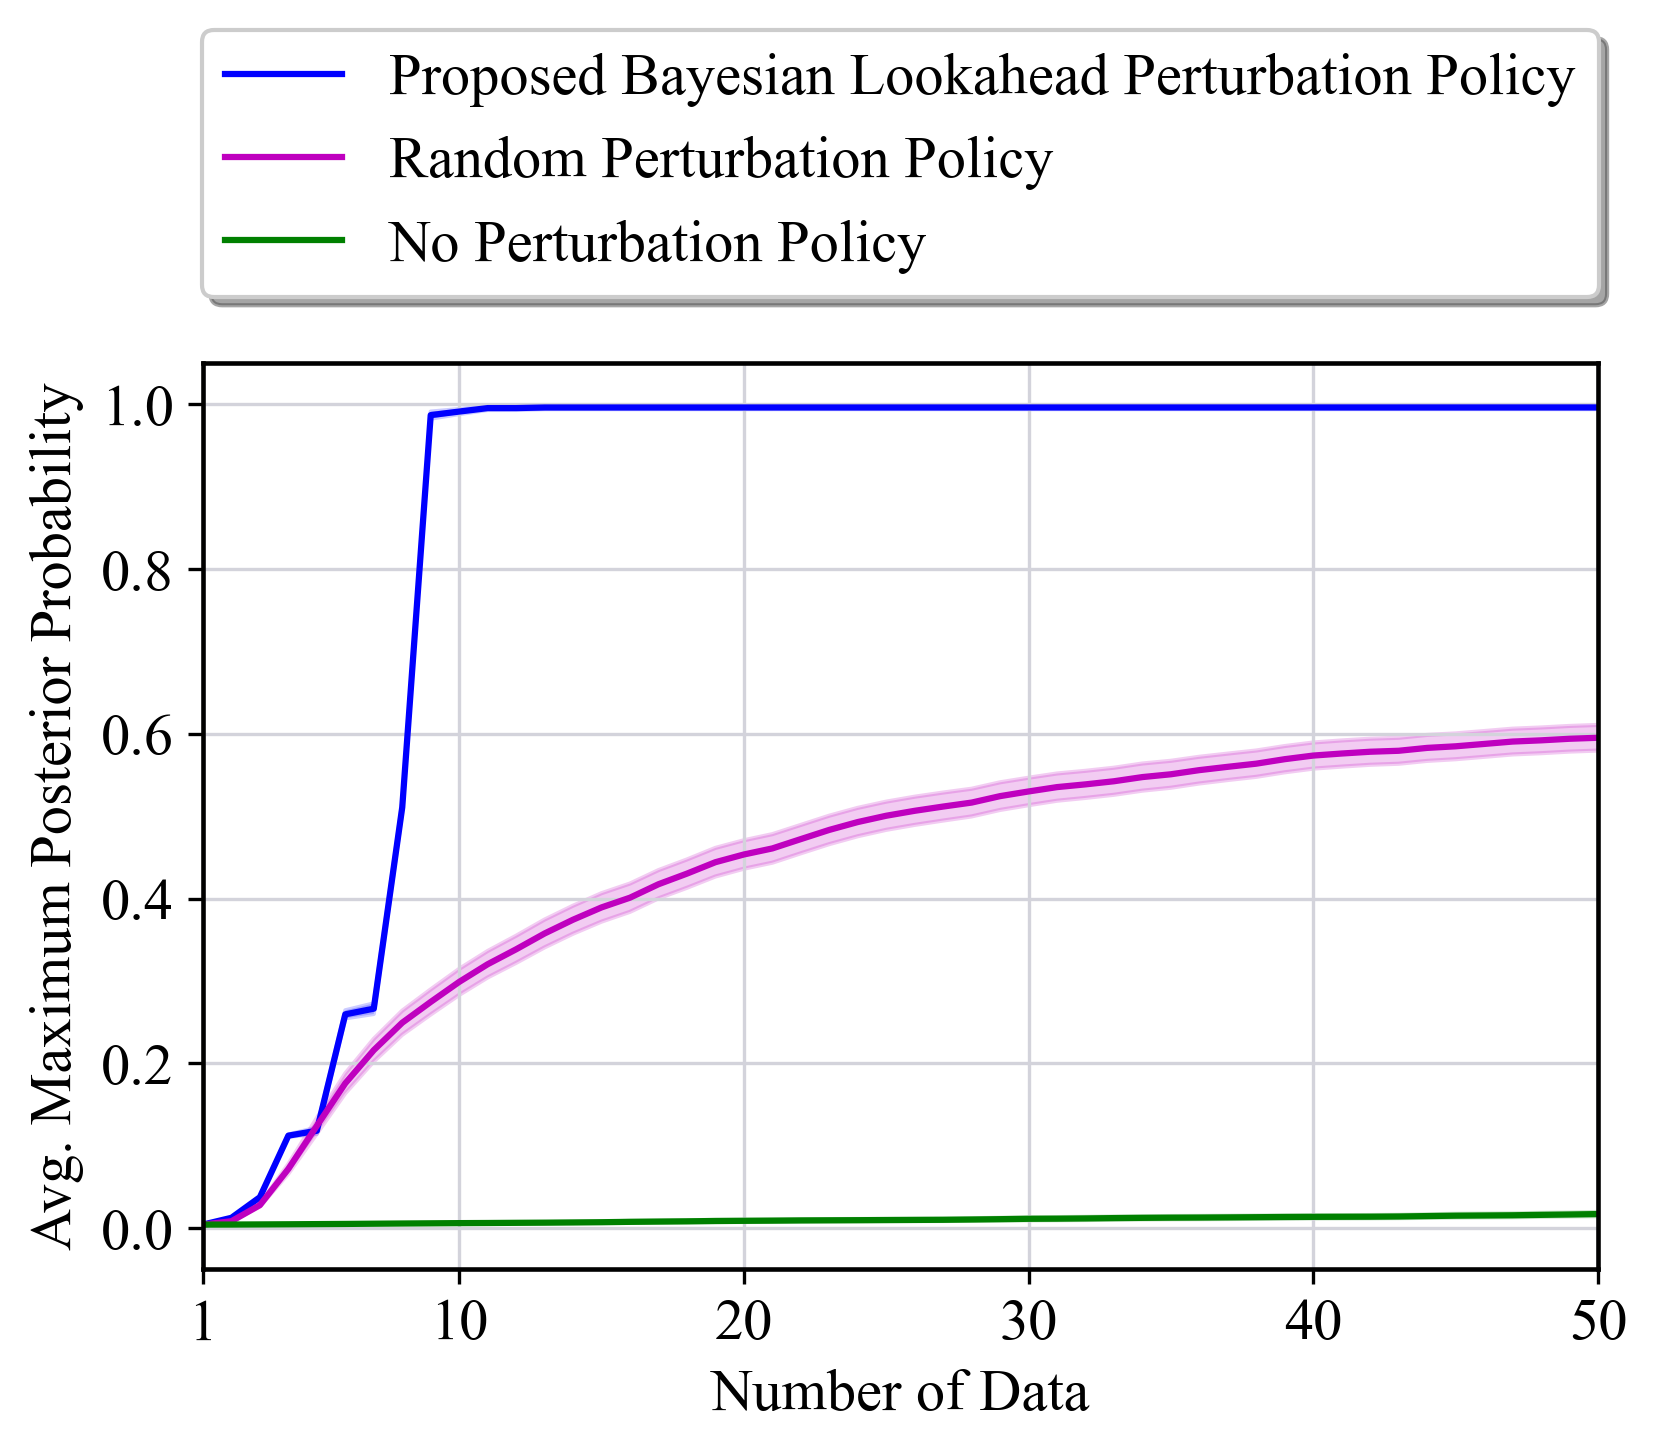 Proposed Bayesian Lookahead Perturbation Policy
Random Perturbation Policy
No Perturbation Policy
Avg. Maximum Posterior Probability
1.0
0.8
0.6
0.4
0.2
0.0
1 10 20 30 40 50
Number of Data